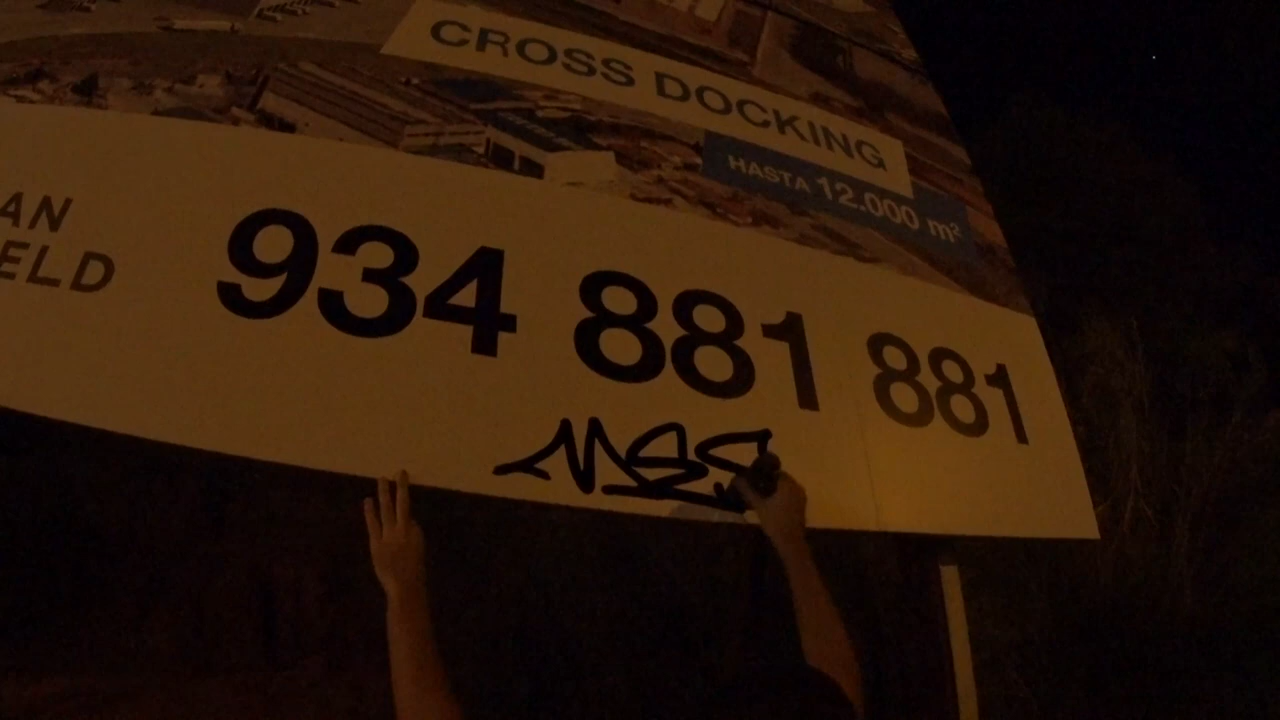 CROSS DOCKING
HASTA 12.000 m²
AN
ELD
934 881 881